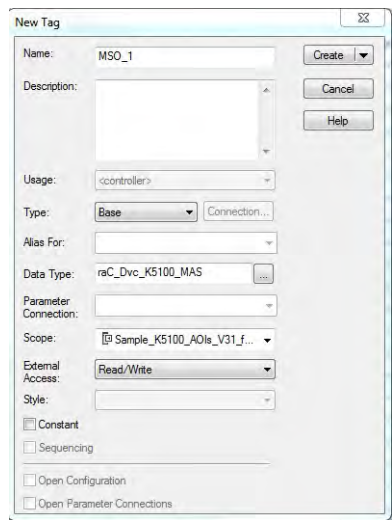 New Tag
Name: MSO_1 Create
Description: Cancel
Help
Usage: <controller>
Type: Base Connection...
Alias For:
Data Type: raC_Dvc_K5100_MAS ...
Parameter Connection:
Scope: Sample_K5100_AOIs_V31_f...
External Access: Read/Write
Style:
Constant
Sequencing
Open Configuration
Open Parameter Connections